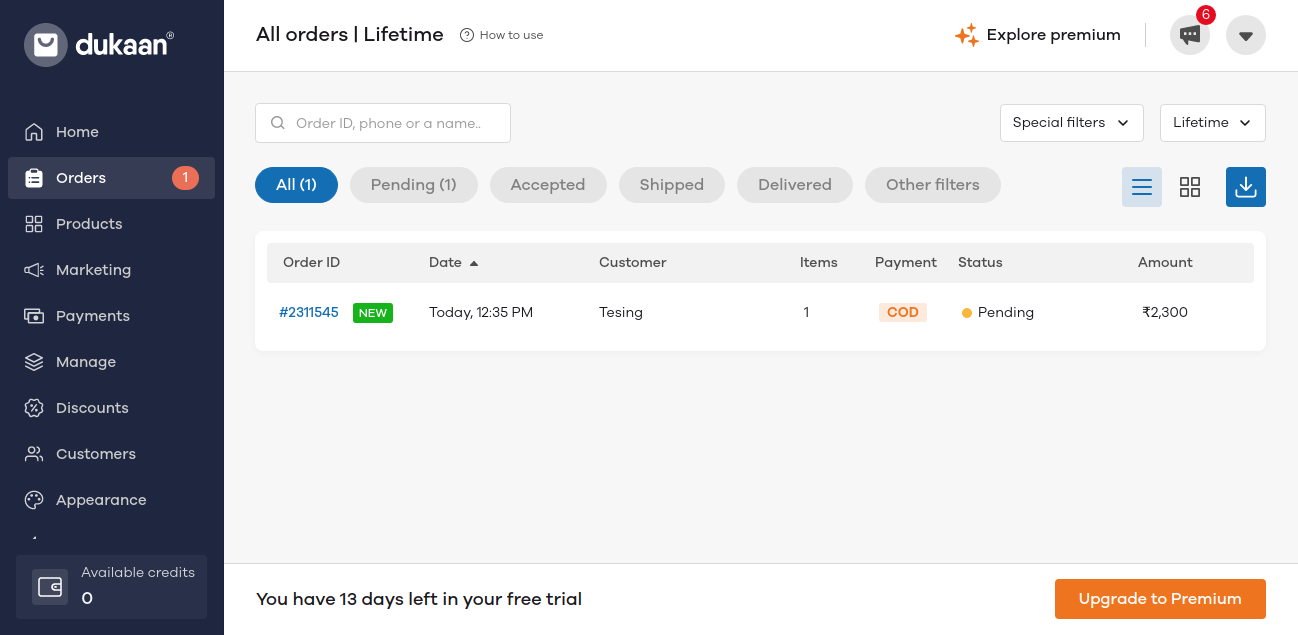 dukaan®
Home
Orders 1
Products
Marketing
Payments
Manage
Discounts
Customers
Appearance
Available credits
0
All orders | Lifetime
How to use
Explore premium
6
Order ID, phone or a name..
Special filters
Lifetime
All (1)
Pending (1)
Accepted
Shipped
Delivered
Other filters
Order ID Date Customer Items Payment Status Amount
#2311545 NEW Today, 12:35 PM Tesing 1 COD Pending ₹2,300
You have 13 days left in your free trial
Upgrade to Premium